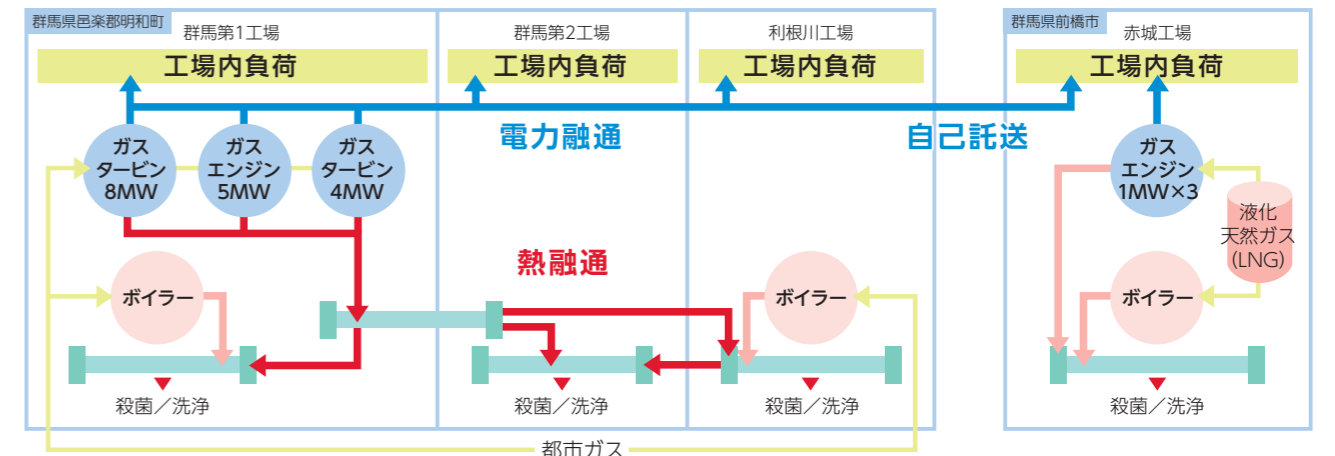 群馬県邑楽郡明和町
群馬県前橋市
群馬第1工場
群馬第2工場
利根川工場
赤城工場
工場内負荷
工場内負荷
工場内負荷
工場内負荷
電力融通
自己託送
ガス
タービン
8MW
ガス
エンジン
5MW
ガス
タービン
4MW
ガス
エンジン
1MW×3
液化
天然ガス
(LNG)
熱融通
ボイラー
ボイラー
ボイラー
殺菌／洗浄
殺菌／洗浄
殺菌／洗浄
殺菌／洗浄
都市ガス